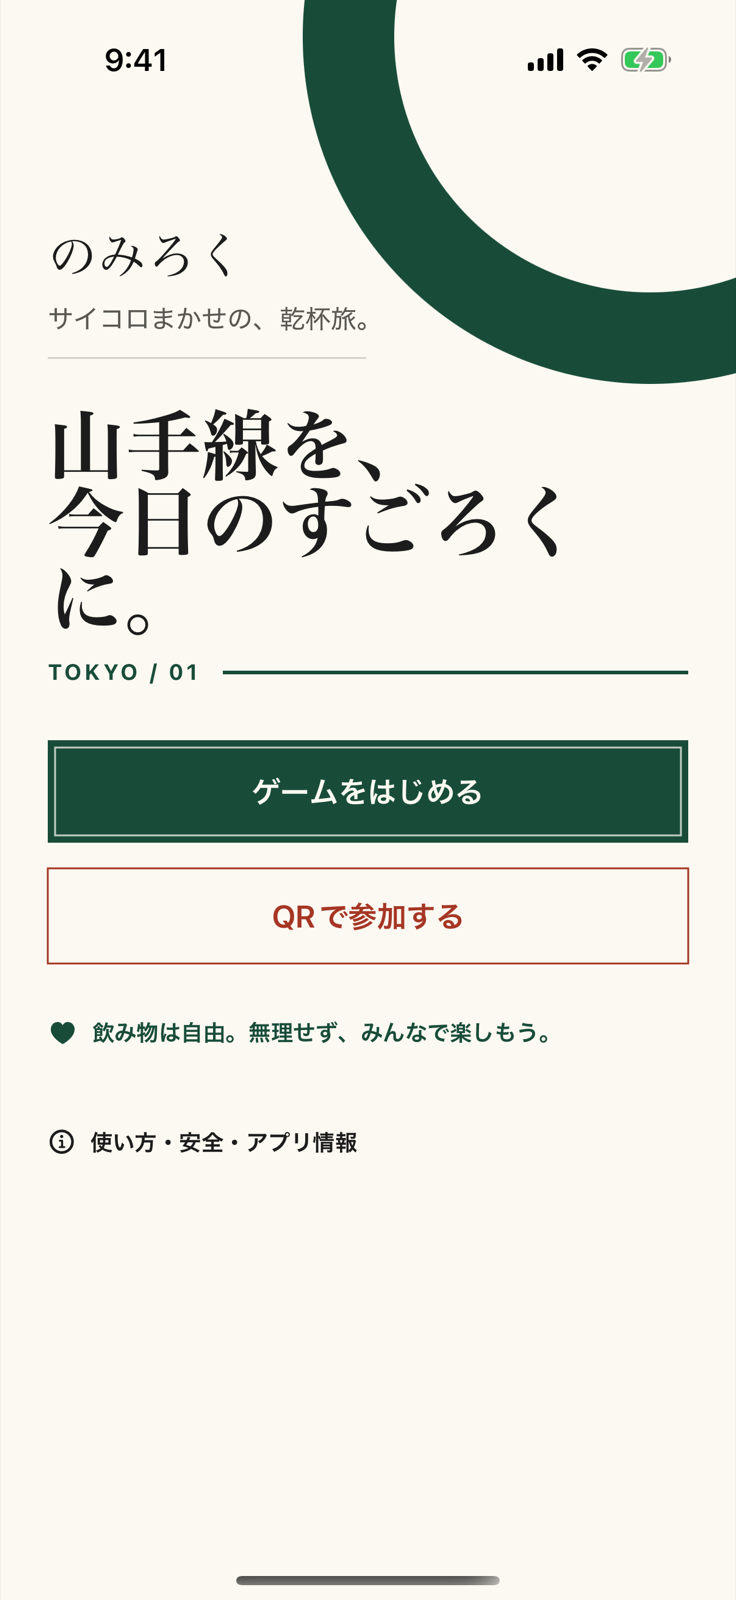 9:41
のみろく
サイコロまかせの、乾杯旅。
山手線を、
今日のすごろく
に。
TOKYO / 01
ゲームをはじめる
QRで参加する
飲み物は自由。無理せず、みんなで楽しもう。
使い方・安全・アプリ情報